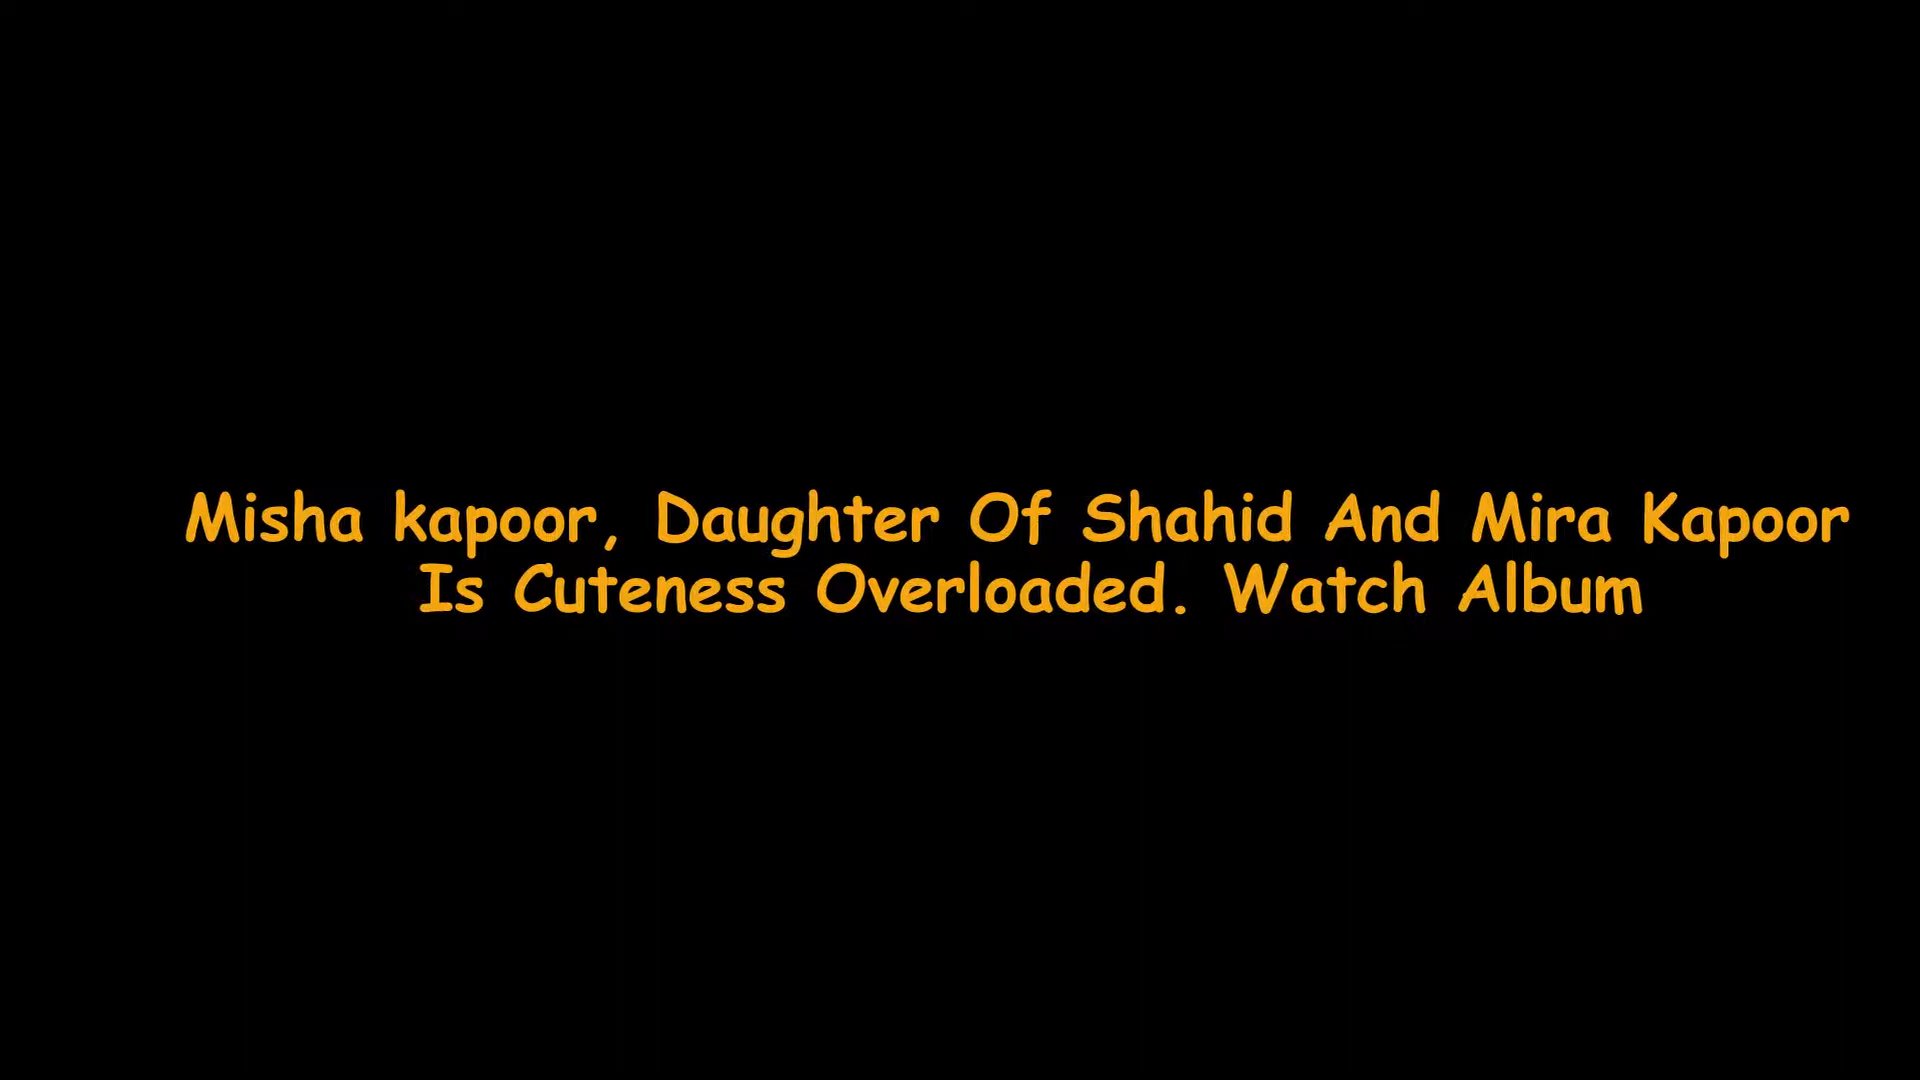 Misha kapoor, Daughter Of Shahid And Mira Kapoor
Is Cuteness Overloaded. Watch Album